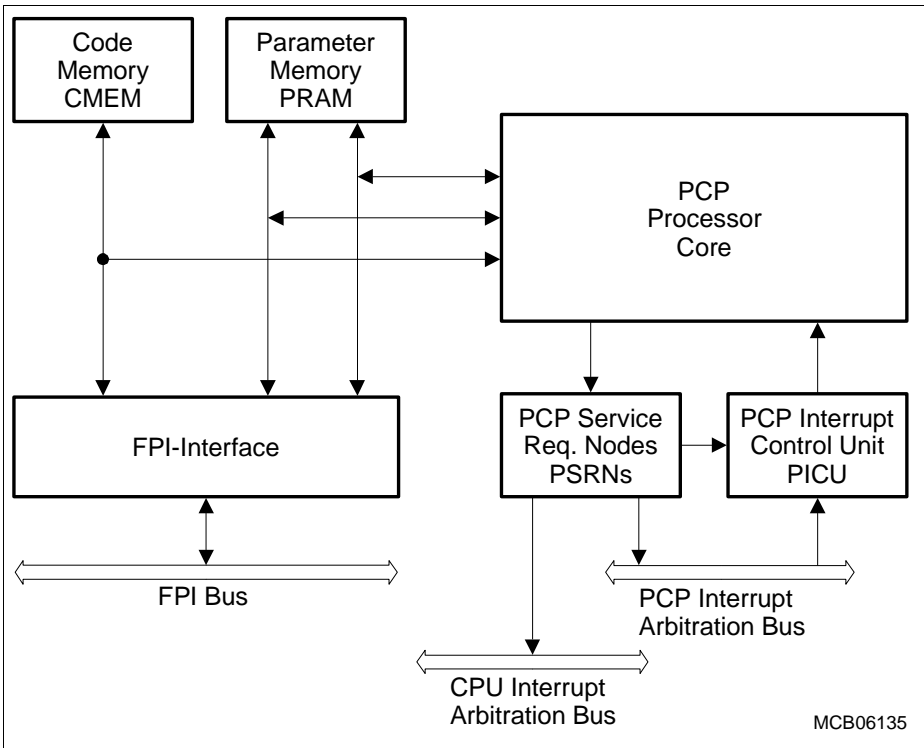 Code
Memory
CMEM
Parameter
Memory
PRAM
PCP
Processor
Core
FPI-Interface
PCP Service
Req. Nodes
PSRNs
PCP Interrupt
Control Unit
PICU
FPI Bus
PCP Interrupt
Arbitration Bus
CPU Interrupt
Arbitration Bus
MCB06135